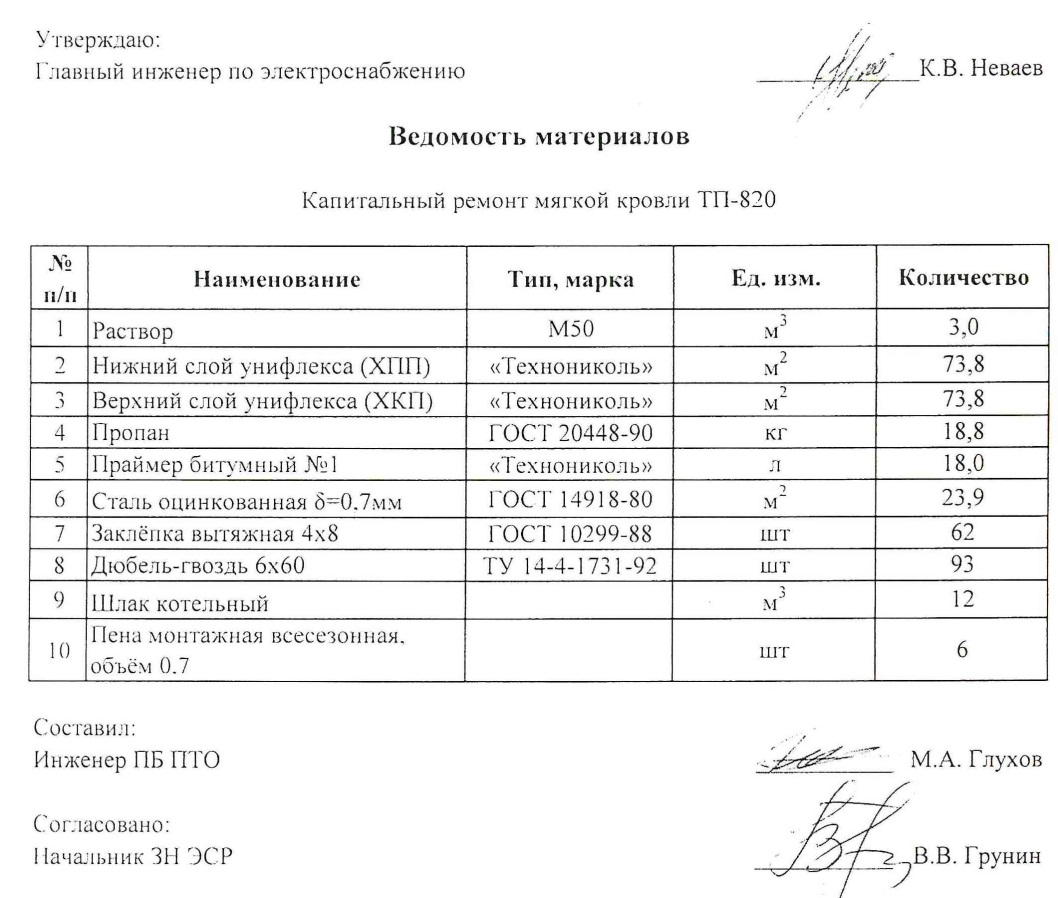 Утверждаю:
Главный инженер по электроснабжению К.В. Неваев
Ведомость материалов
Капитальный ремонт мягкой кровли ТП-820
№ п/п Наименование Тип, марка Ед. изм. Количество
1 Раствор М50 м³ 3,0
2 Нижний слой унифлекса (ХПП) «Технониколь» м² 73,8
3 Верхний слой унифлекса (ХКП) «Технониколь» м² 73,8
4 Пропан ГОСТ 20448-90 кг 18,8
5 Праймер битумный №1 «Технониколь» л 18,0
6 Сталь оцинкованная δ=0,7мм ГОСТ 14918-80 м² 23,9
7 Заклёпка вытяжная 4х8 ГОСТ 10299-88 шт 62
8 Дюбель-гвоздь 6х60 ТУ 14-4-1731-92 шт 93
9 Шлак котельный м³ 12
10 Пена монтажная всесезонная, объём 0,7 шт 6
Составил:
Инженер ПБ ПТО М.А. Глухов
Согласовано:
Начальник ЗН ЭСР В.В. Грунин